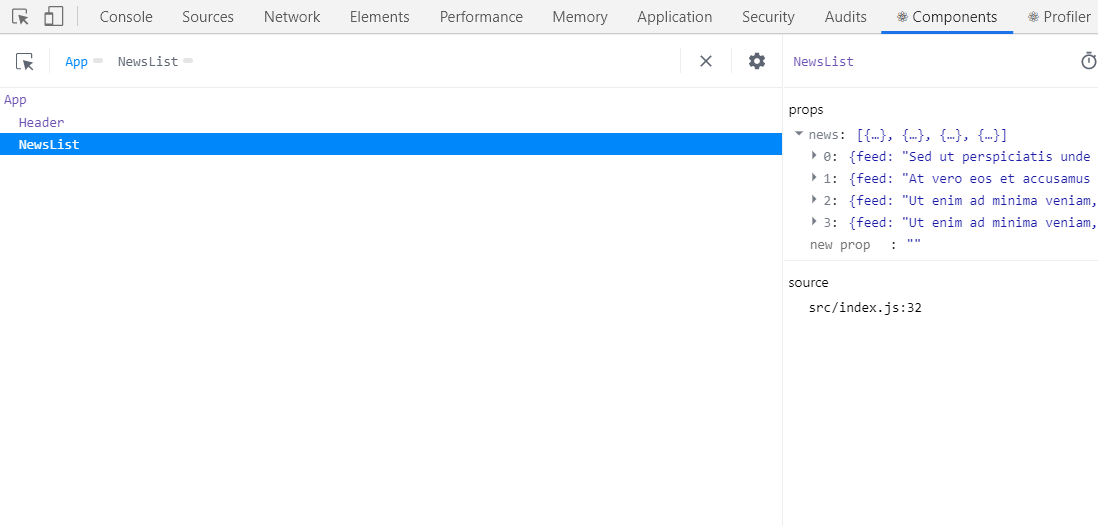 Console Sources Network Elements Performance Memory Application Security Audits Components Profiler
App NewsList
NewsList
App
Header
NewsList
props
news: [{…}, {…}, {…}, {…}]
0: {feed: "Sed ut perspiciatis unde
1: {feed: "At vero eos et accusamus
2: {feed: "Ut enim ad minima veniam,
3: {feed: "Ut enim ad minima veniam,
new prop : ""
source
src/index.js:32